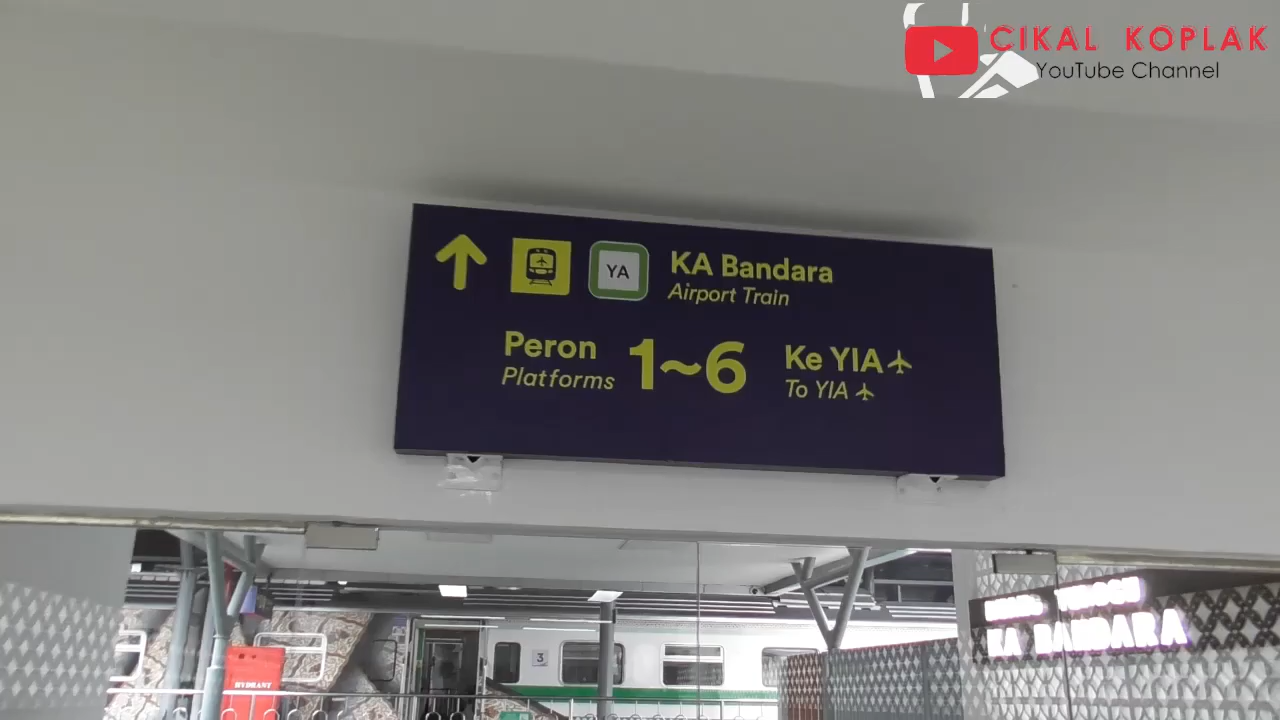 CIKAL KOPLAK
YouTube Channel
YA
KA Bandara
Airport Train
Peron
Platforms
1~6
Ke YIA
To YIA
3
HYDRANT
KA BANDARA